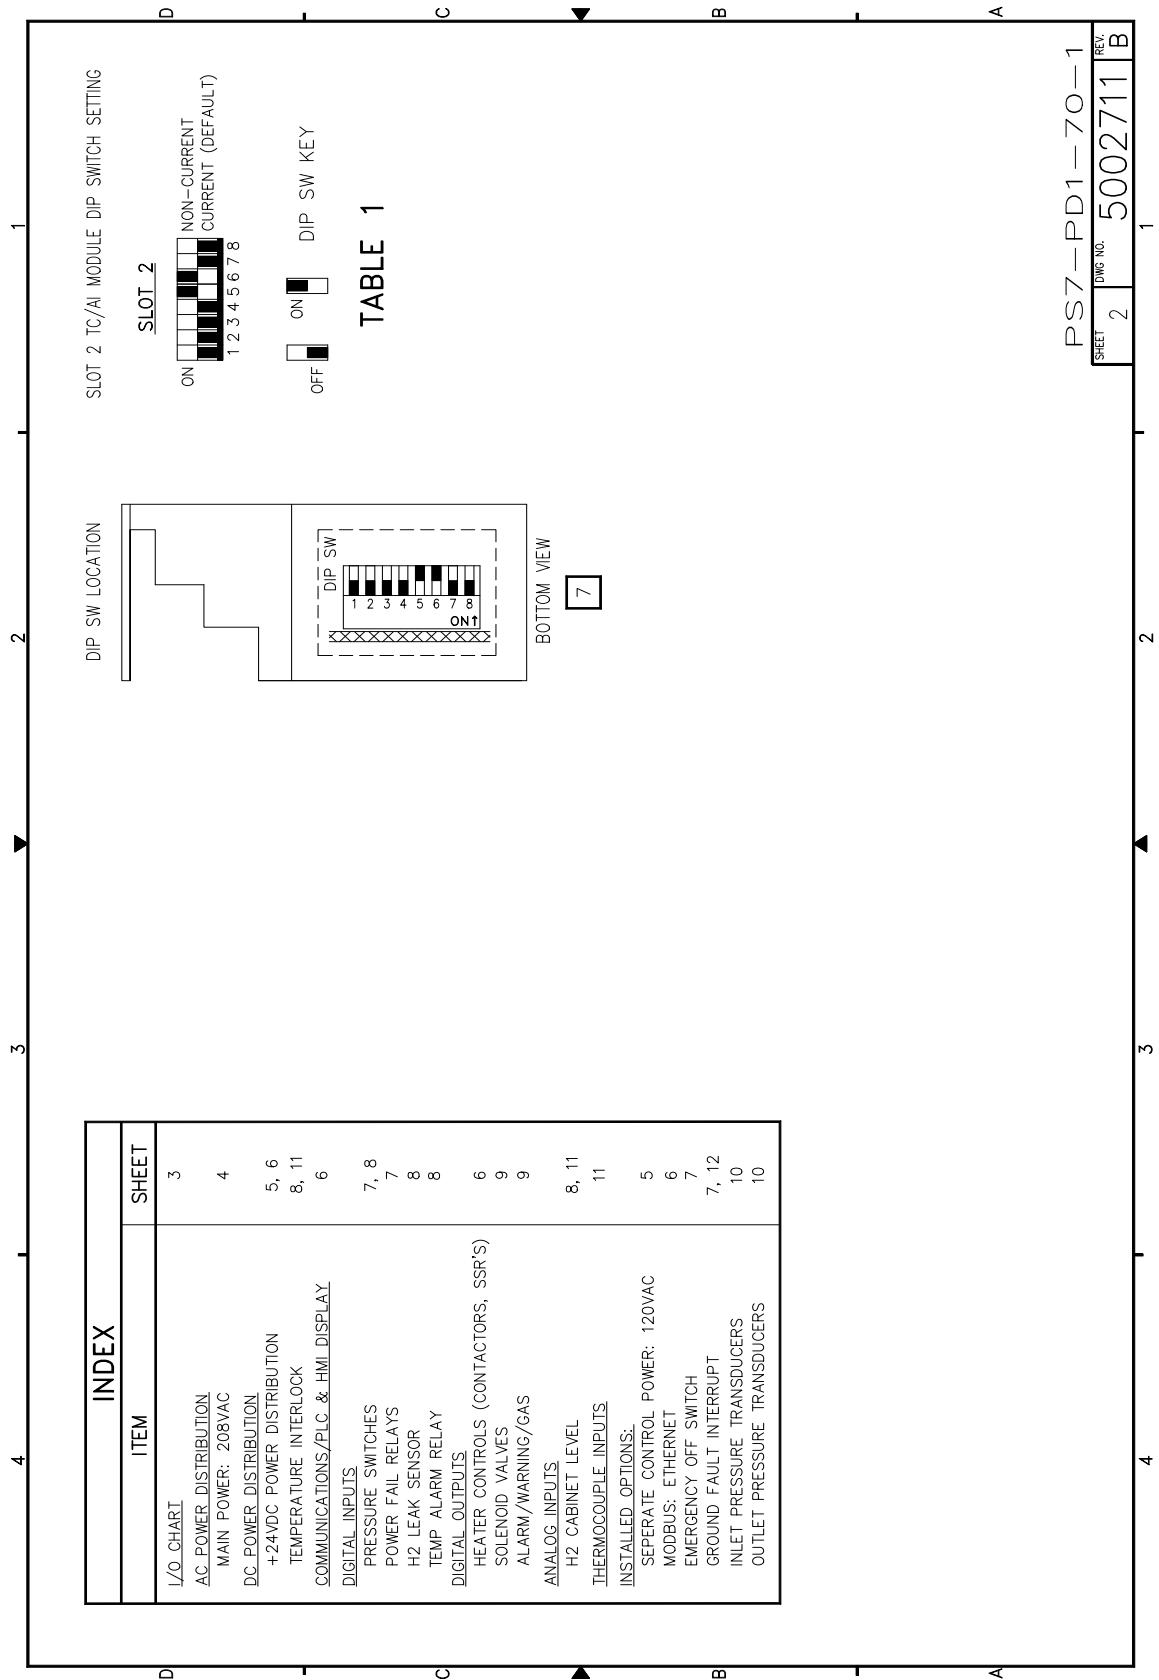 4
3
2
1
D
C
B
A
INDEX
ITEM SHEET
I/O CHART 3
AC POWER DISTRIBUTION
MAIN POWER: 208VAC 4
DC POWER DISTRIBUTION
+24VDC POWER DISTRIBUTION 5, 6
TEMPERATURE INTERLOCK 8, 11
COMMUNICATIONS/PLC & HMI DISPLAY 6
DIGITAL INPUTS
PRESSURE SWITCHES 7, 8
POWER FAIL RELAYS 7
H2 LEAK SENSOR 8
TEMP ALARM RELAY 8
DIGITAL OUTPUTS
HEATER CONTROLS (CONTACTORS, SSR'S) 6
SOLENOID VALVES 9
ALARM/WARNING/GAS 9
ANALOG INPUTS
H2 CABINET LEVEL 8, 11
THERMOCOUPLE INPUTS 11
INSTALLED OPTIONS:
SEPERATE CONTROL POWER: 120VAC 5
MODBUS: ETHERNET 6
EMERGENCY OFF SWITCH 7
GROUND FAULT INTERRUPT 7, 12
INLET PRESSURE TRANSDUCERS 10
OUTLET PRESSURE TRANSDUCERS 10
DIP SW LOCATION
DIP SW
1
2
3
4
5
6
7
8
ON↑
BOTTOM VIEW
7
SLOT 2 TC/AI MODULE DIP SWITCH SETTING
SLOT 2
ON
NON-CURRENT
CURRENT (DEFAULT)
1 2 3 4 5 6 7 8
OFF
ON
DIP SW KEY
TABLE 1
PS7-PD1-70-1
SHEET 2
DWG NO. 5002711
REV. B
D
C
B
A
4
3
2
1